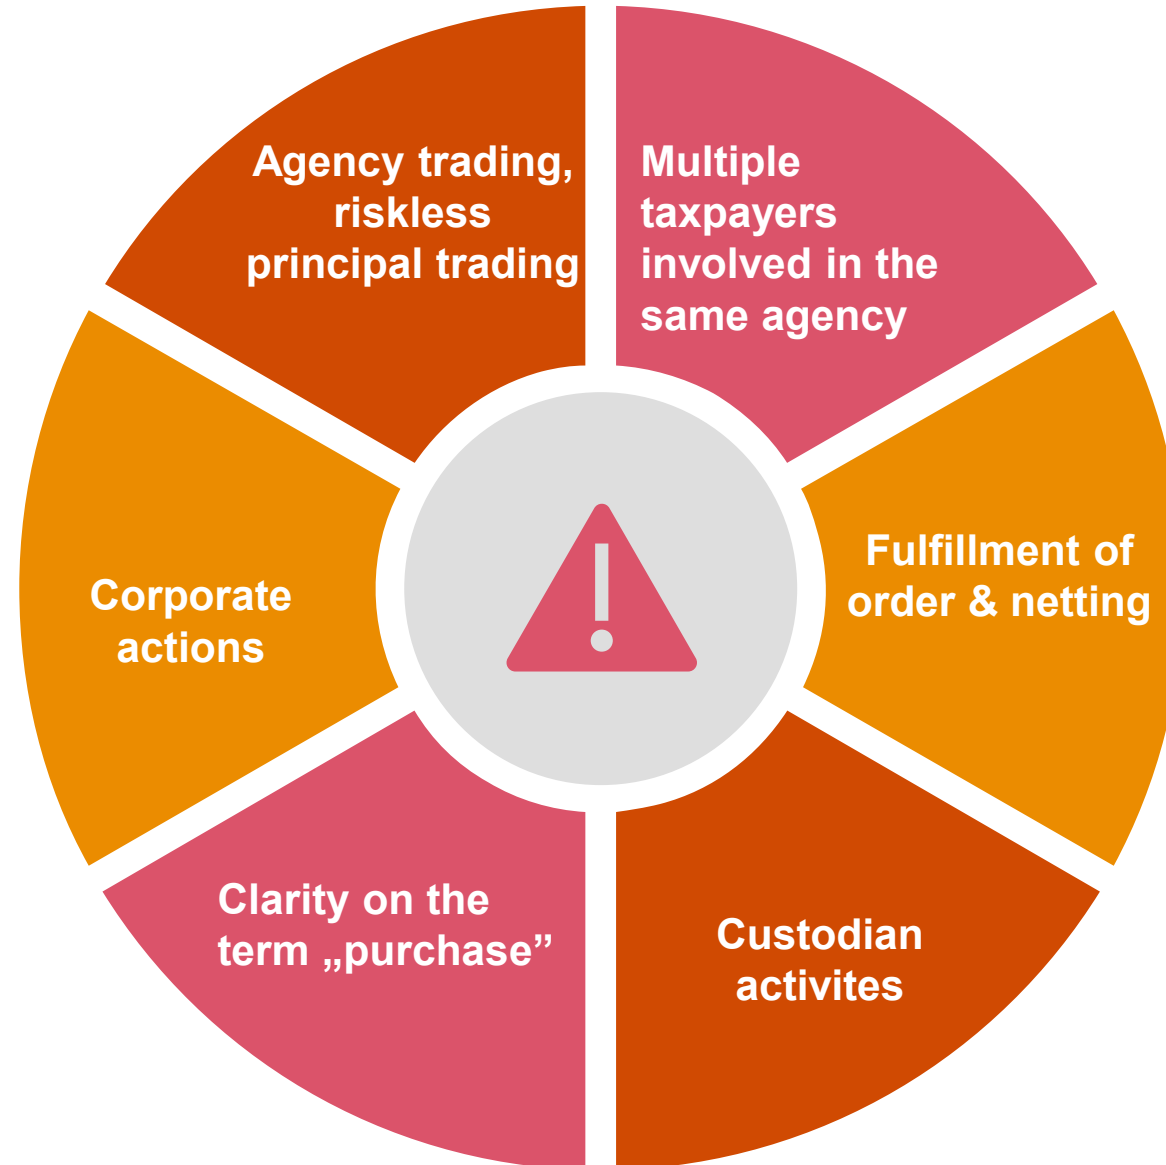 Agency trading,
riskless
principal trading
Multiple
taxpayers
involved in the
same agency
Fulfillment of
order & netting
Custodian
activites
Clarity on the
term „purchase”
Corporate
actions